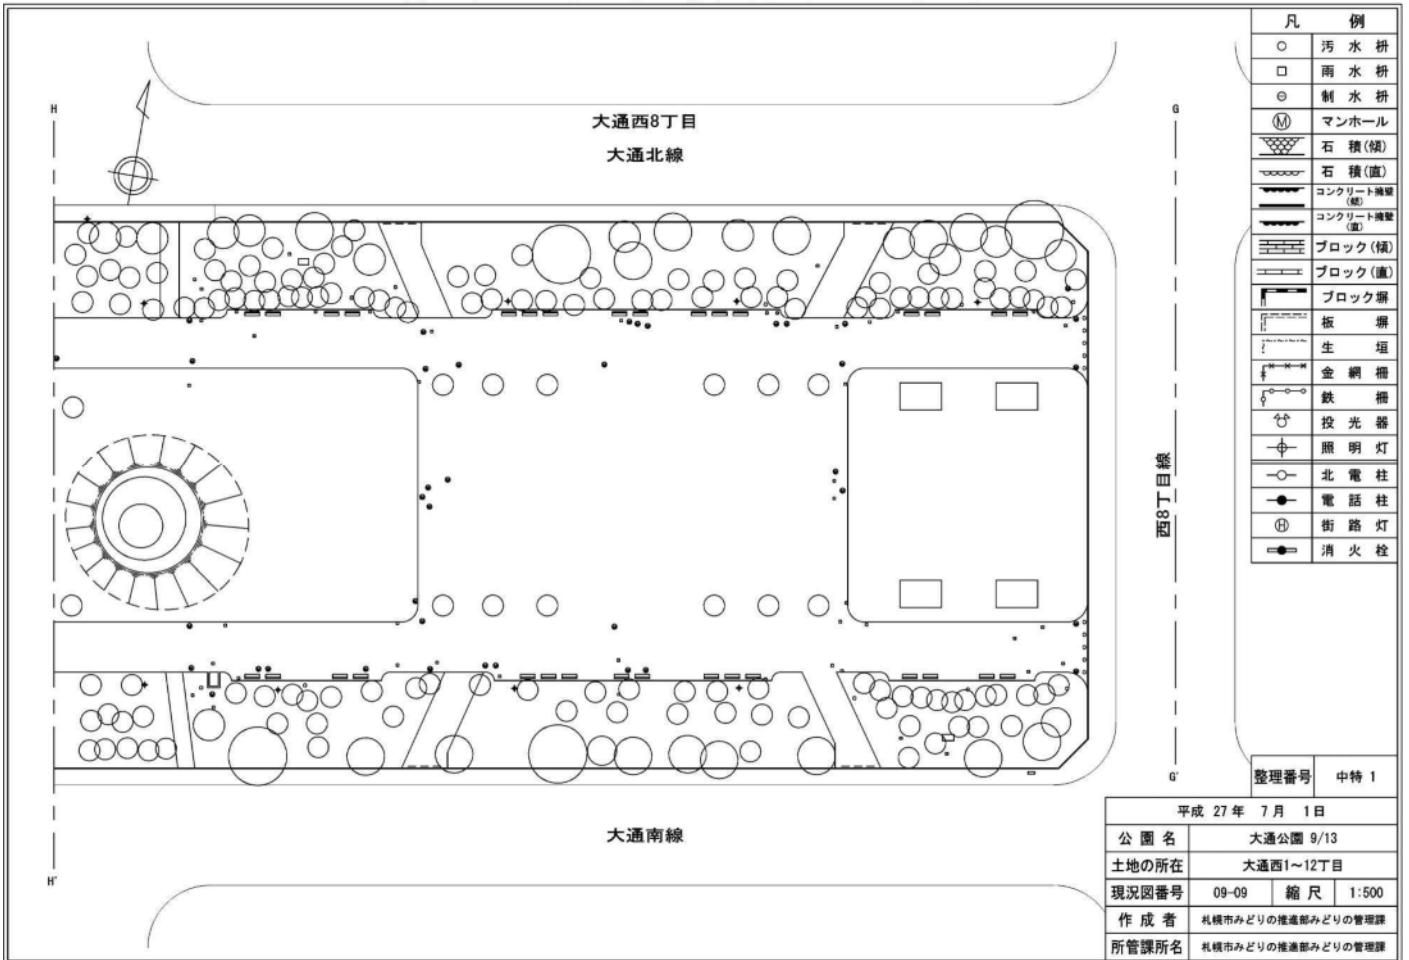 H
G
大通西8丁目
大通北線
西8丁目線
H'
G'
大通南線
凡 例
汚 水 枡
雨 水 枡
制 水 枡
Ⓜ マンホール
石 積(傾)
石 積(直)
コンクリート擁壁
(傾)
コンクリート擁壁
(直)
ブロック(傾)
ブロック(直)
ブロック塀
板 塀
生 垣
金 網 柵
鉄 柵
投 光 器
照 明 灯
北 電 柱
電 話 柱
Ⓗ 街 路 灯
消 火 栓
整理番号 中特 1
平成 27 年 7 月 1日
公 園 名 大通公園 9/13
土地の所在 大通西1～12丁目
現況図番号 09-09 縮 尺 1:500
作 成 者 札幌市みどりの推進部みどりの管理課
所管課所名 札幌市みどりの推進部みどりの管理課